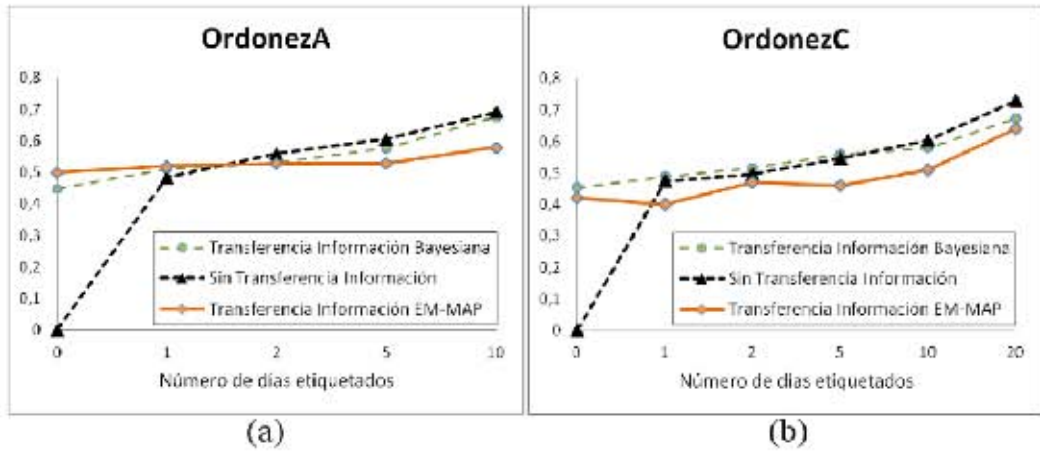 OrdonezA
0,8
0,7
0,6
0,5
0,4
0,3
0,2
0,1
0
Transferencia Información Bayesiana
Sin Transferencia Información
Transferencia Información EM-MAP
0 1 2 5 10
Número de días etiquetados
(a)
OrdonezC
0,8
0,7
0,6
0,5
0,4
0,3
0,2
0,1
0
Transferencia Información Bayesiana
Sin Transferencia Información
Transferencia Información EM-MAP
0 1 2 5 10 20
Número de días etiquetados
(b)